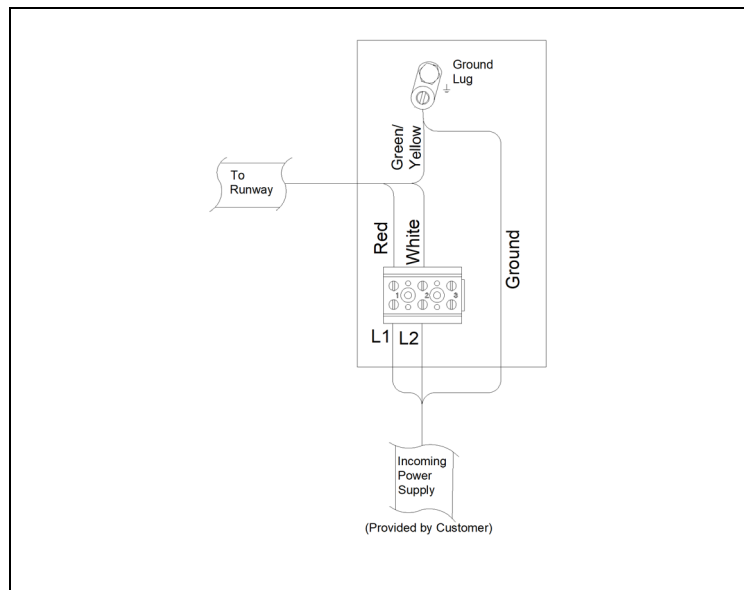 Ground
Lug
Green/
Yellow
To
Runway
Red
White
Ground
1
2
3
L1
L2
Incoming
Power
Supply
(Provided by Customer)